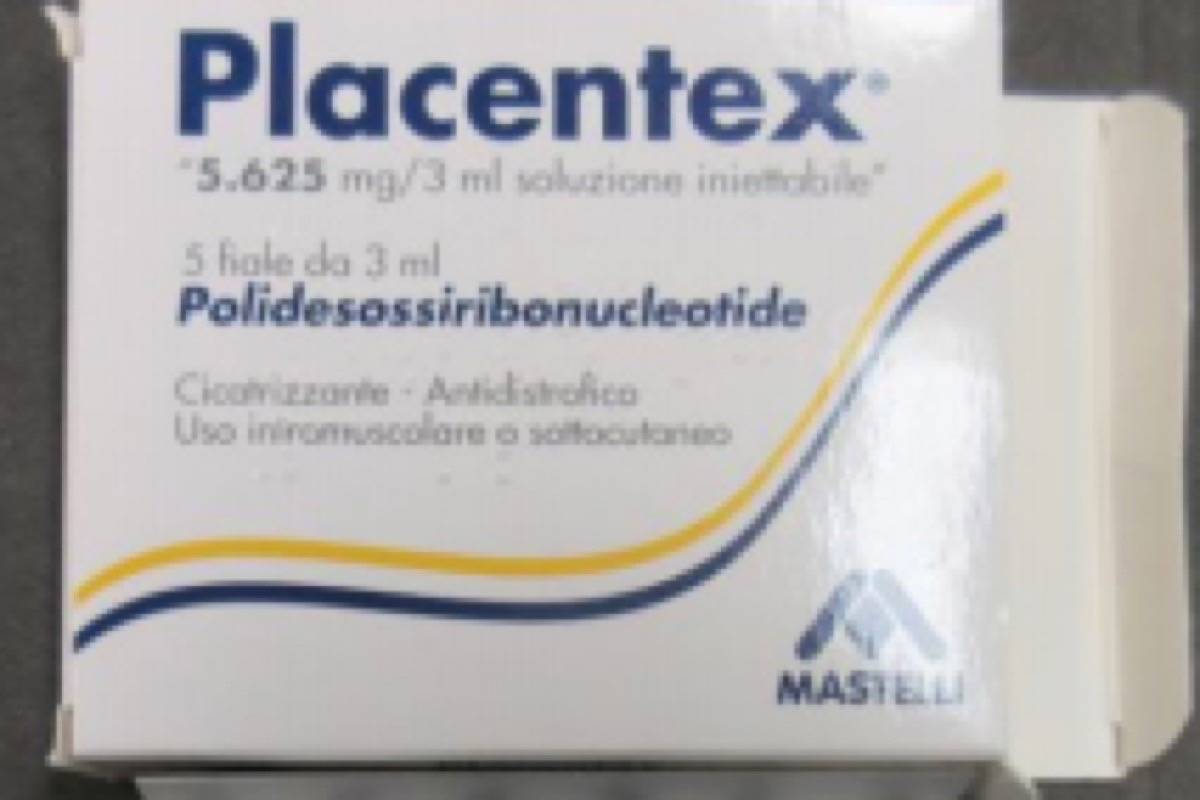 Placentex®
"5.625 mg/3 ml soluzione iniettabile"
5 fiale da 3 ml
Polidesossiribonucleotide
Cicatrizzante - Antidistrofico
Uso intramuscolare o sottocutaneo
MASTELLI